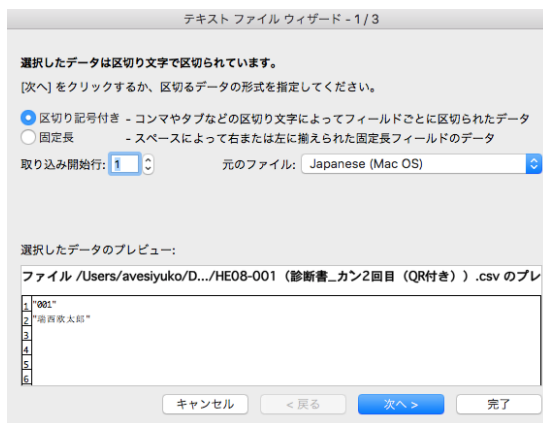 テキスト ファイル ウィザード - 1 / 3
選択したデータは区切り文字で区切られています。
[次へ] をクリックするか、区切るデータの形式を指定してください。
区切り記号付き - コンマやタブなどの区切り文字によってフィールドごとに区切られたデータ
固定長 - スペースによって右または左に揃えられた固定長フィールドのデータ
取り込み開始行: 1 元のファイル: Japanese (Mac OS)
選択したデータのプレビュー:
ファイル /Users/avesiyuko/D.../HE08-001（診断書_カン2回目（QR付き））.csv のプレ
1 "001"
2 "瑞西欧太郎"
3
4
5
6
キャンセル < 戻る 次へ > 完了